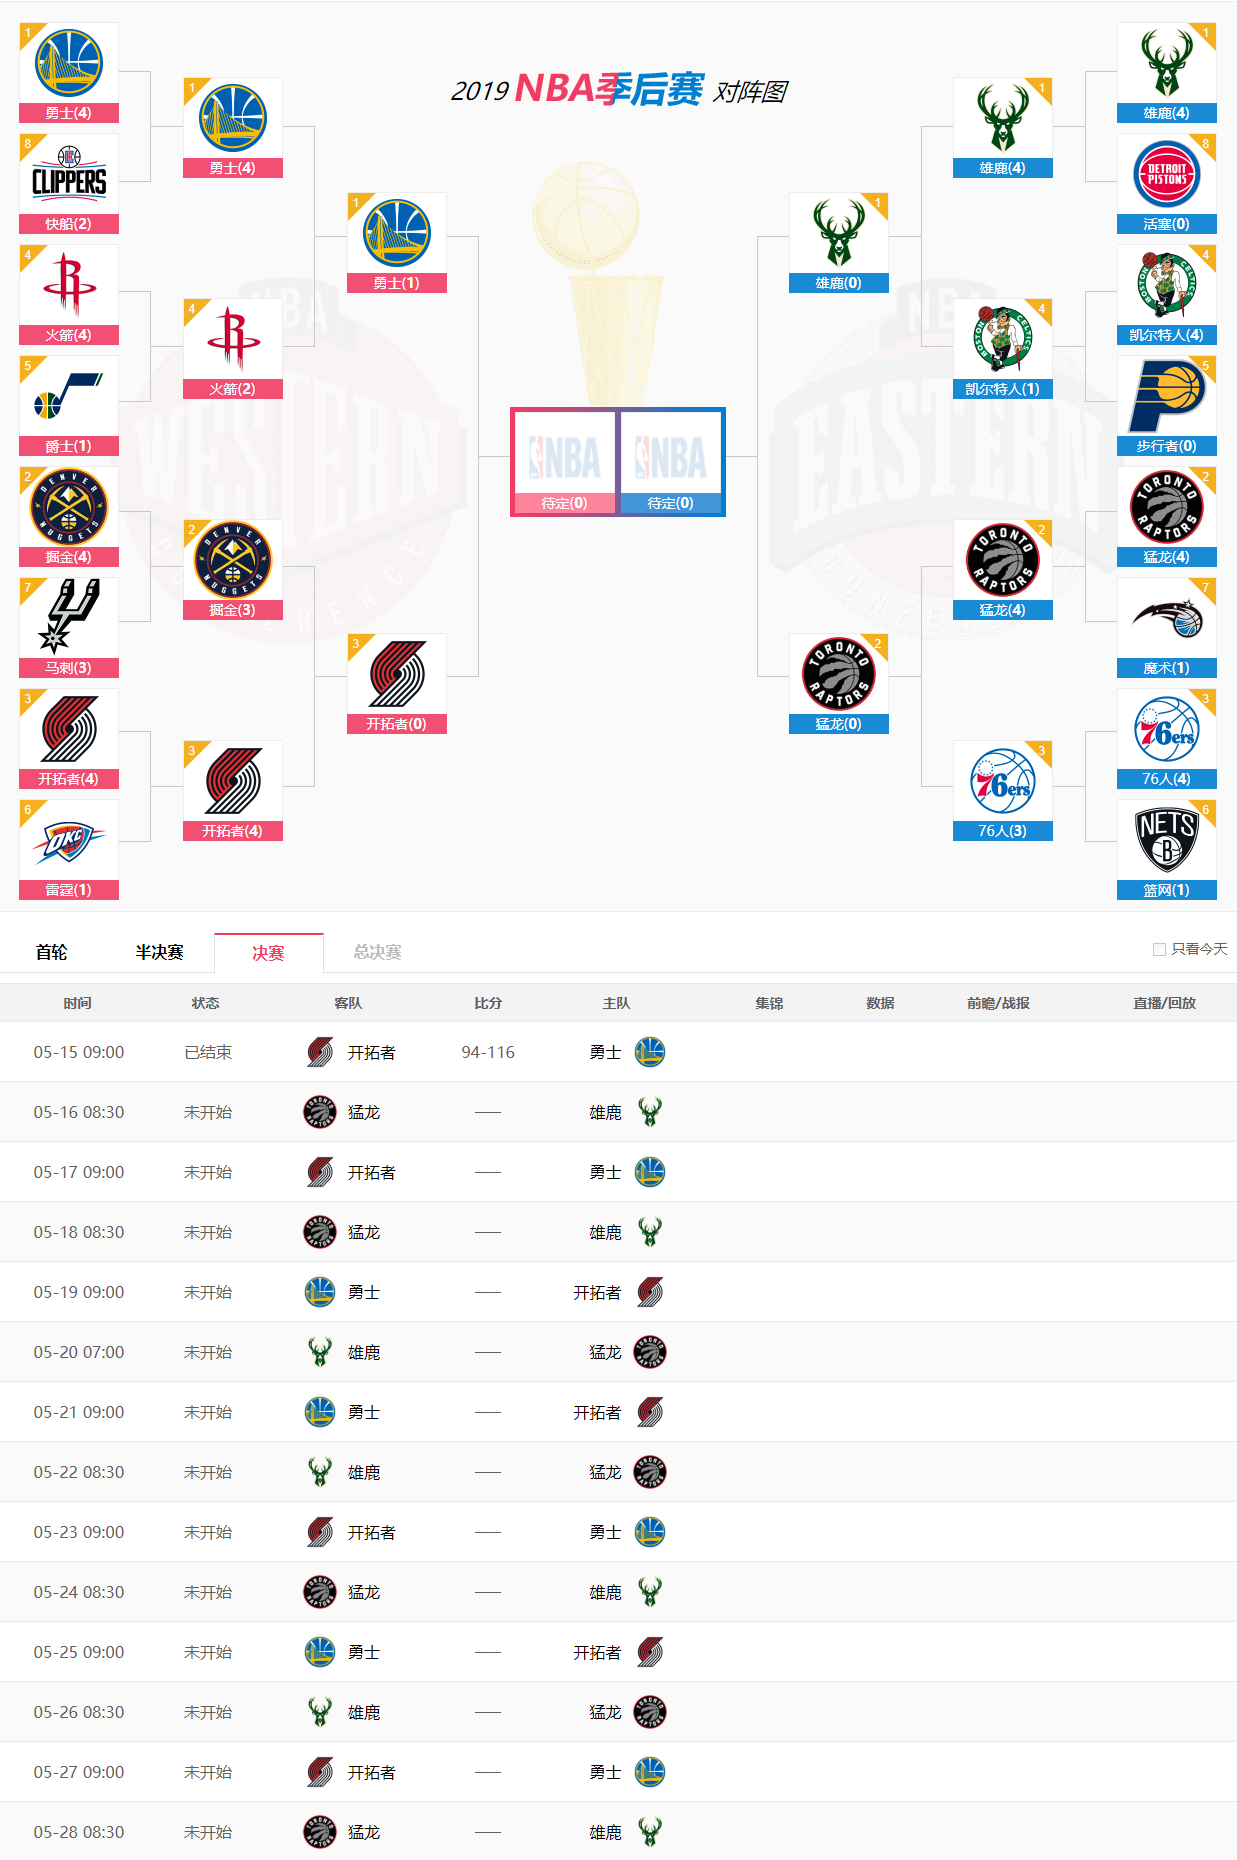 2019 NBA季后赛 对阵图
1
勇士(4)
8
CLIPPERS
快船(2)
4
火箭(4)
5
爵士(1)
2
DENVER NUGGETS
掘金(4)
7
马刺(3)
3
开拓者(4)
6
OKC
雷霆(1)
1
勇士(4)
4
火箭(2)
2
DENVER NUGGETS
掘金(3)
3
开拓者(4)
1
勇士(1)
3
开拓者(0)
NBA
待定(0)
NBA
待定(0)
1
雄鹿(0)
2
TORONTO RAPTORS
猛龙(0)
1
雄鹿(4)
4
BOSTON CELTICS
凯尔特人(1)
2
TORONTO RAPTORS
猛龙(4)
3
76ers
76人(3)
1
雄鹿(4)
8
DETROIT PISTONS
活塞(0)
4
BOSTON CELTICS
凯尔特人(4)
5
步行者(0)
2
TORONTO RAPTORS
猛龙(4)
7
魔术(1)
3
76ers
76人(4)
6
NETS
B
篮网(1)
NBA
WESTERN
CONFERENCE
NBA
EASTERN
CONFERENCE
首轮 半决赛 决赛 总决赛 只看今天
时间 状态 客队 比分 主队 集锦 数据 前瞻/战报 直播/回放
05-15 09:00 已结束 开拓者 94-116 勇士
05-16 08:30 未开始 猛龙 —— 雄鹿
05-17 09:00 未开始 开拓者 —— 勇士
05-18 08:30 未开始 猛龙 —— 雄鹿
05-19 09:00 未开始 勇士 —— 开拓者
05-20 07:00 未开始 雄鹿 —— 猛龙
05-21 09:00 未开始 勇士 —— 开拓者
05-22 08:30 未开始 雄鹿 —— 猛龙
05-23 09:00 未开始 开拓者 —— 勇士
05-24 08:30 未开始 猛龙 —— 雄鹿
05-25 09:00 未开始 勇士 —— 开拓者
05-26 08:30 未开始 雄鹿 —— 猛龙
05-27 09:00 未开始 开拓者 —— 勇士
05-28 08:30 未开始 猛龙 —— 雄鹿